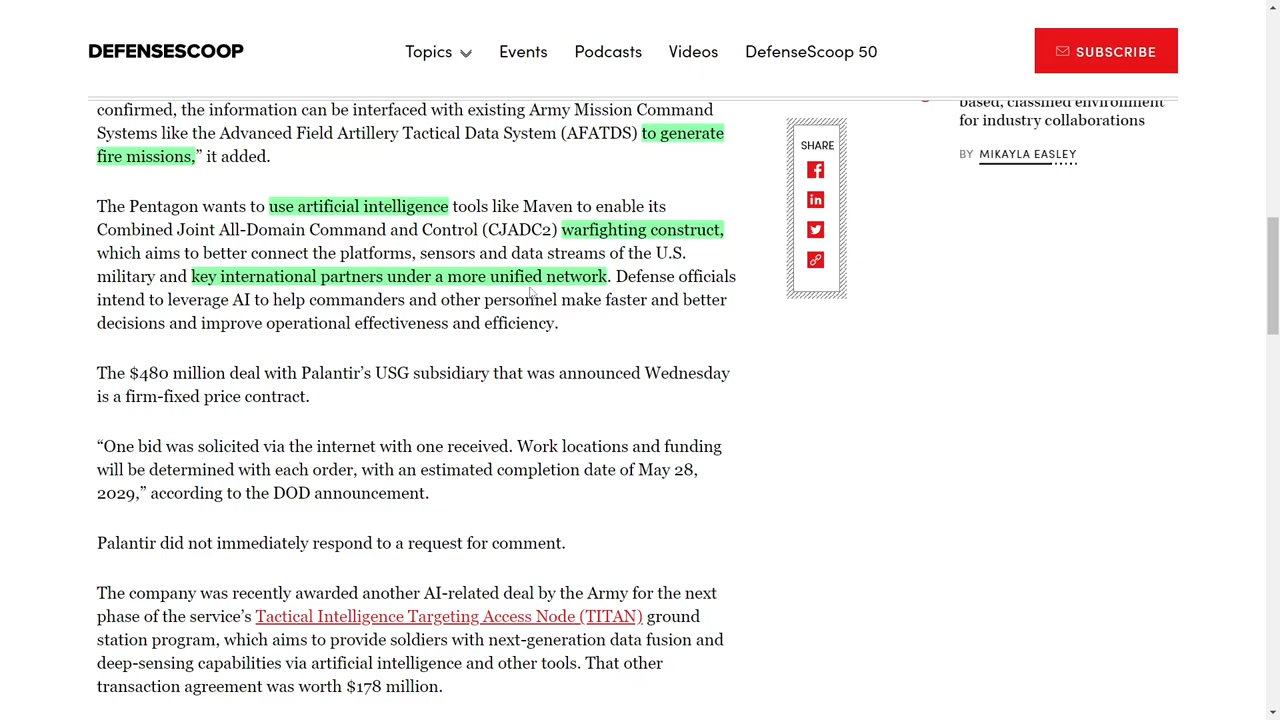 DEFENSESCOOP
Topics
Events
Podcasts
Videos
DefenseScoop 50
SUBSCRIBE
confirmed, the information can be interfaced with existing Army Mission Command
Systems like the Advanced Field Artillery Tactical Data System (AFATDS) to generate
fire missions,” it added.
The Pentagon wants to use artificial intelligence tools like Maven to enable its
Combined Joint All-Domain Command and Control (CJADC2) warfighting construct,
which aims to better connect the platforms, sensors and data streams of the U.S.
military and key international partners under a more unified network. Defense officials
intend to leverage AI to help commanders and other personnel make faster and better
decisions and improve operational effectiveness and efficiency.
The $480 million deal with Palantir’s USG subsidiary that was announced Wednesday
is a firm-fixed price contract.
“One bid was solicited via the internet with one received. Work locations and funding
will be determined with each order, with an estimated completion date of May 28,
2029,” according to the DOD announcement.
Palantir did not immediately respond to a request for comment.
The company was recently awarded another AI-related deal by the Army for the next
phase of the service’s Tactical Intelligence Targeting Access Node (TITAN) ground
station program, which aims to provide soldiers with next-generation data fusion and
deep-sensing capabilities via artificial intelligence and other tools. That other
transaction agreement was worth $178 million.
SHARE
based, classified environment
for industry collaborations
BY MIKAYLA EASLEY